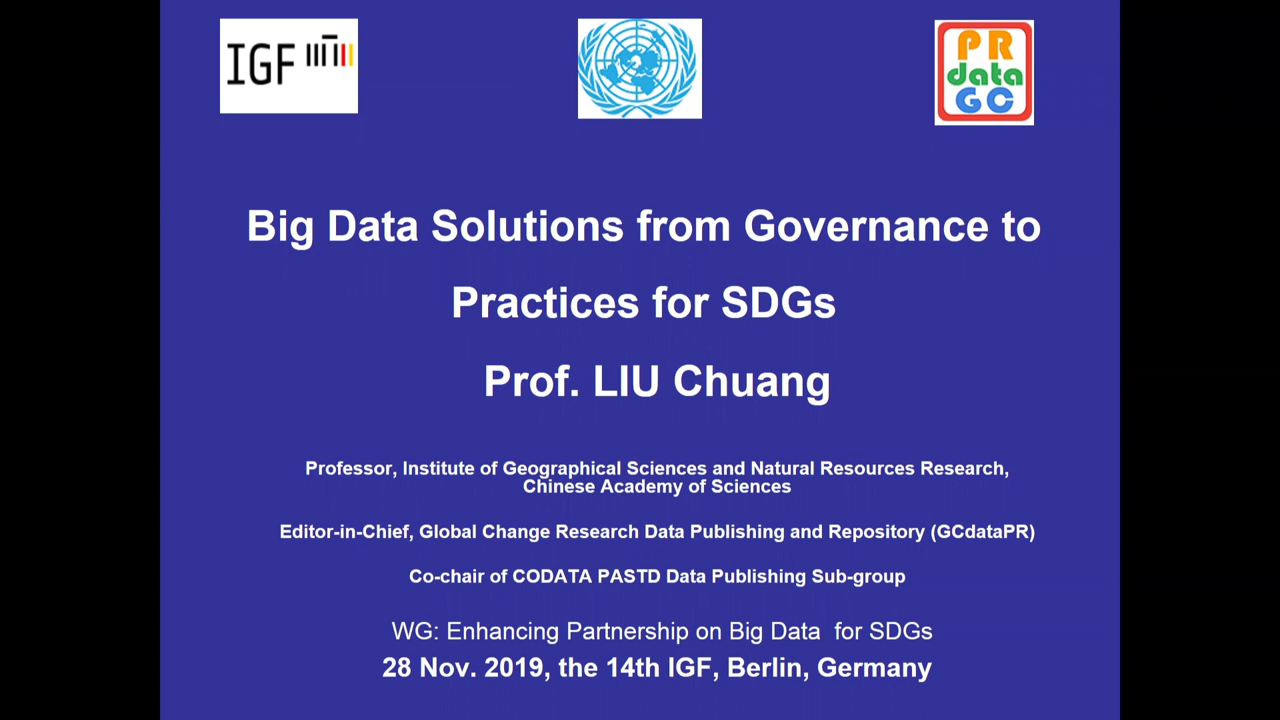 IGF
PR
data
GC
Big Data Solutions from Governance to
Practices for SDGs
Prof. LIU Chuang
Professor, Institute of Geographical Sciences and Natural Resources Research,
Chinese Academy of Sciences
Editor-in-Chief, Global Change Research Data Publishing and Repository (GCdataPR)
Co-chair of CODATA PASTD Data Publishing Sub-group
WG: Enhancing Partnership on Big Data for SDGs
28 Nov. 2019, the 14th IGF, Berlin, Germany